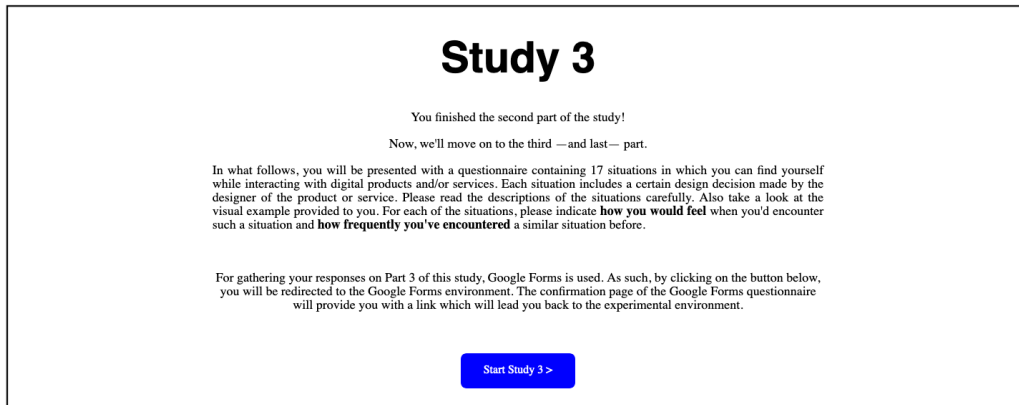 Study 3
You finished the second part of the study!
Now, we'll move on to the third —and last— part.
In what follows, you will be presented with a questionnaire containing 17 situations in which you can find yourself
while interacting with digital products and/or services. Each situation includes a certain design decision made by the
designer of the product or service. Please read the descriptions of the situations carefully. Also take a look at the
visual example provided to you. For each of the situations, please indicate how you would feel when you'd encounter
such a situation and how frequently you've encountered a similar situation before.
For gathering your responses on Part 3 of this study, Google Forms is used. As such, by clicking on the button below,
you will be redirected to the Google Forms environment. The confirmation page of the Google Forms questionnaire
will provide you with a link which will lead you back to the experimental environment.
Start Study 3 >